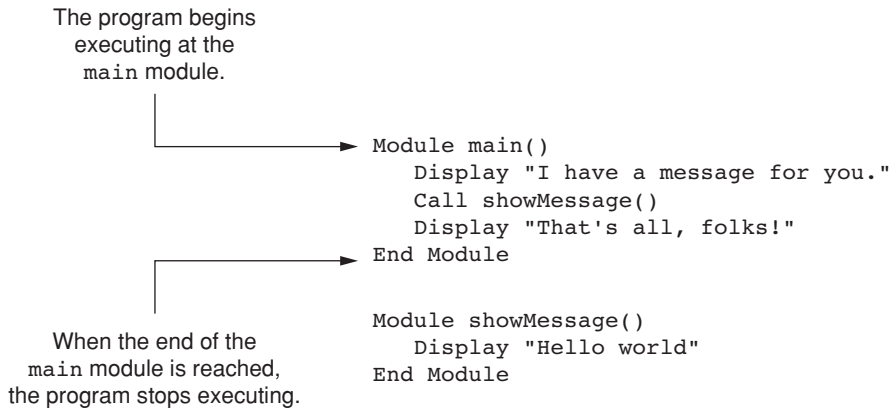 The program begins
executing at the
main module.
Module main()
Display "I have a message for you."
Call showMessage()
Display "That's all, folks!"
End Module
When the end of the
main module is reached,
the program stops executing.
Module showMessage()
Display "Hello world"
End Module